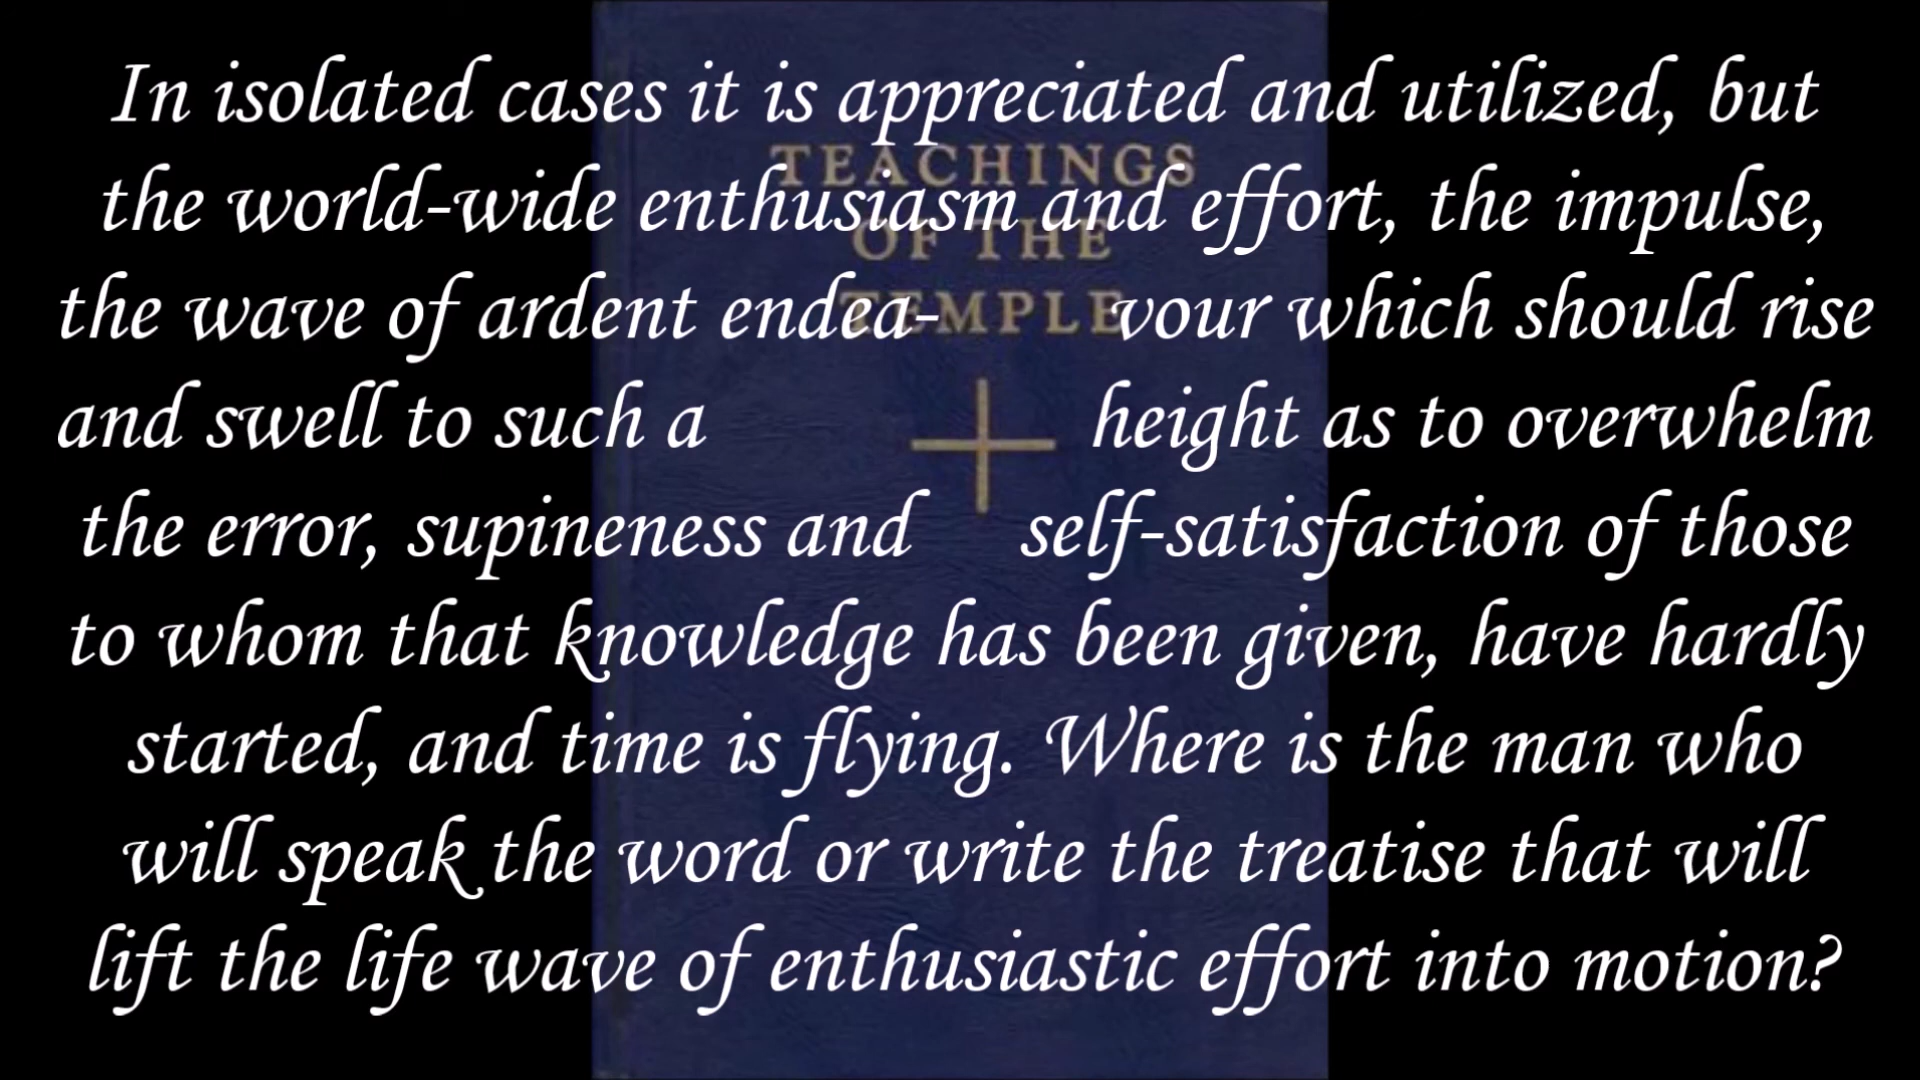 In isolated cases it is appreciated and utilized, but
the world-wide enthusiasm and effort, the impulse,
the wave of ardent endea- vour which should rise
and swell to such a height as to overwhelm
the error, supineness and self-satisfaction of those
to whom that knowledge has been given, have hardly
started, and time is flying. Where is the man who
will speak the word or write the treatise that will
lift the life wave of enthusiastic effort into motion?
TEACHINGS
OF THE
TEMPLE